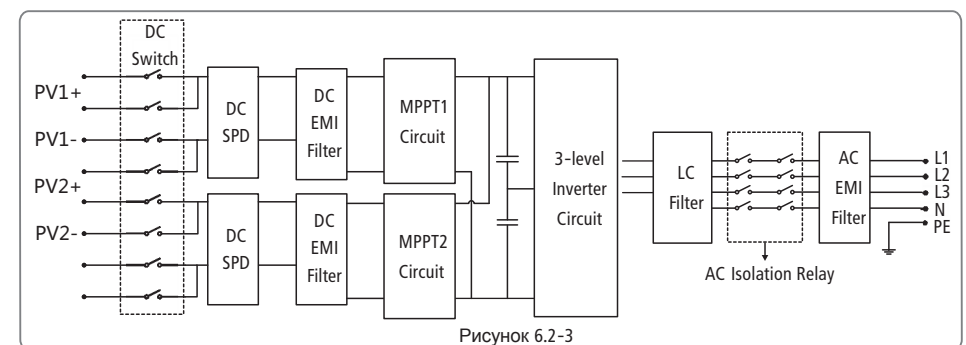 DC
Switch
PV1+
PV1-
PV2+
PV2-
DC
SPD
DC
EMI
Filter
MPPT1
Circuit
DC
SPD
DC
EMI
Filter
MPPT2
Circuit
3-level
Inverter
Circuit
LC
Filter
AC
EMI
Filter
L1
L2
L3
N
PE
AC Isolation Relay
Рисунок 6.2-3